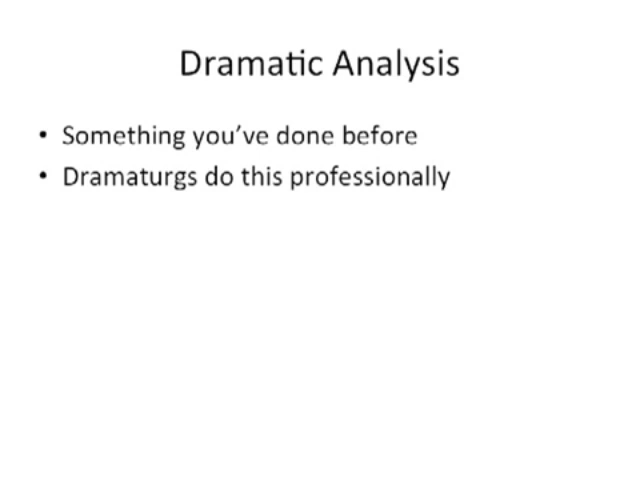 Dramatic Analysis
• Something you’ve done before
• Dramaturgs do this professionally